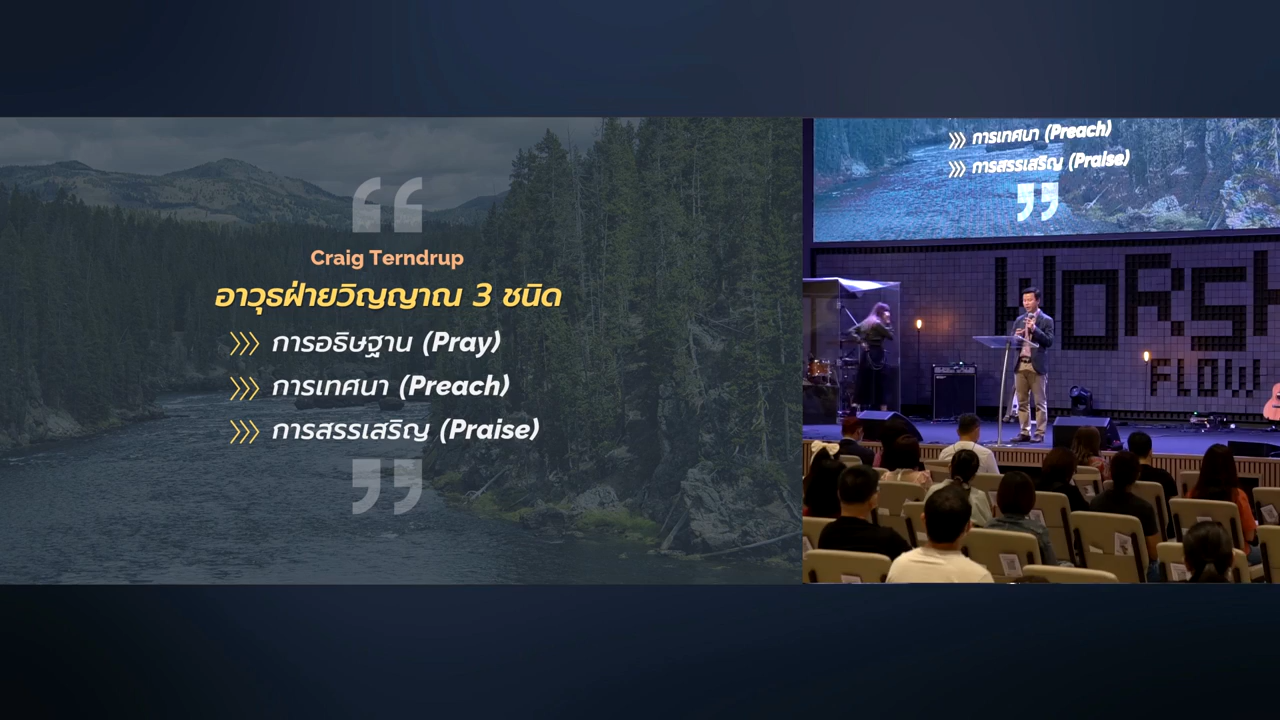 Craig Terndrup
อาวุธฝ่ายวิญญาณ 3 ชนิด
การอธิษฐาน (Pray)
การเทศนา (Preach)
การสรรเสริญ (Praise)
การเทศนา (Preach)
การสรรเสริญ (Praise)
WORSH
FLOW